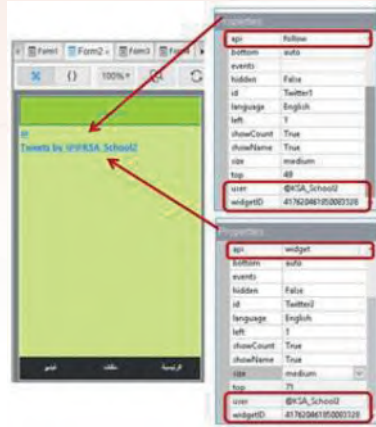 Properties
api follow
bottom auto
events
hidden False
id Twitter1
language English
left 1
showCount True
showName True
size medium
top 49
user @KSA_School2
widgetID
Form1 Form2 × Form3 Form4
{} 100%
@
Tweets by @@KSA_School2
الرئيسية ملفات فيديو
Properties
api widget
bottom auto
events
hidden False
id Twitter2
language English
left 1
showCount True
showName True
size medium
top 71
user @KSA_School2
widgetID